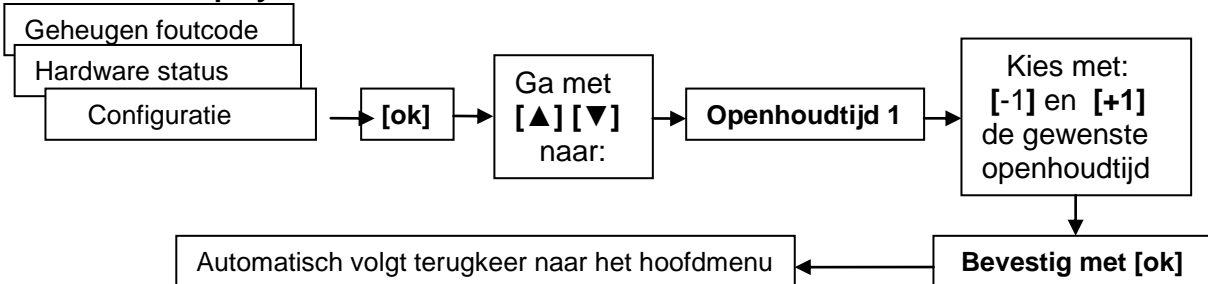 Geheugen foutcode
Hardware status
Configuratie
[ok]
Ga met
[▲] [▼]
naar:
Openhoudtijd 1
Kies met:
[-1] en [+1]
de gewenste
openhoudtijd
Bevestig met [ok]
Automatisch volgt terugkeer naar het hoofdmenu